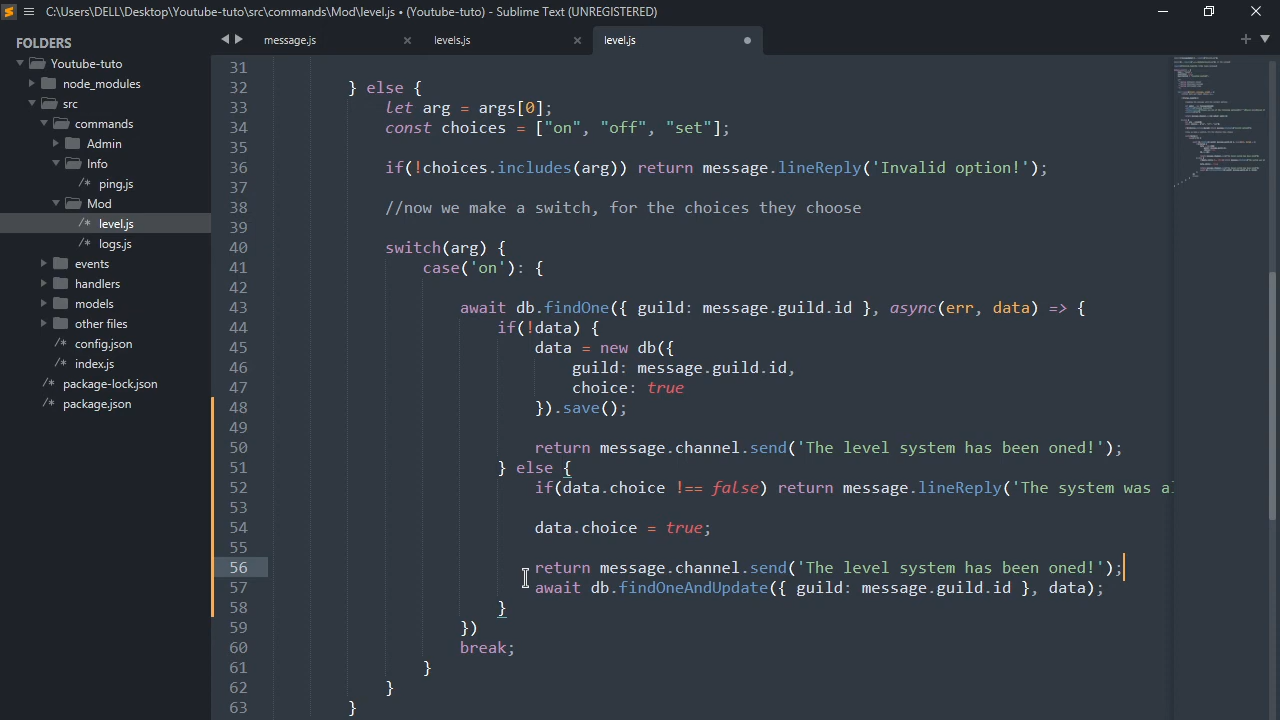 C:\Users\DELL\Desktop\Youtube-tuto\src\commands\Mod\level.js • (Youtube-tuto) - Sublime Text (UNREGISTERED)
FOLDERS
Youtube-tuto
node_modules
src
commands
Admin
Info
/* ping.js
Mod
/* level.js
/* logs.js
events
handlers
models
other files
/* config.json
/* index.js
/* package-lock.json
/* package.json
message.js × levels.js × level.js
31
32 } else {
33 let arg = args[0];
34 const choices = ["on", "off", "set"];
35
36 if(!choices.includes(arg)) return message.lineReply('Invalid option!');
37
38 //now we make a switch, for the choices they choose
39
40 switch(arg) {
41 case('on'): {
42
43 await db.findOne({ guild: message.guild.id }, async(err, data) => {
44 if(!data) {
45 data = new db({
46 guild: message.guild.id,
47 choice: true
48 }).save();
49
50 return message.channel.send('The level system has been oned!');
51 } else {
52 if(data.choice !== false) return message.lineReply('The system was
53
54 data.choice = true;
55
56 return message.channel.send('The level system has been oned!');
57 await db.findOneAndUpdate({ guild: message.guild.id }, data);
58 }
59 })
60 break;
61 }
62 }
63 }